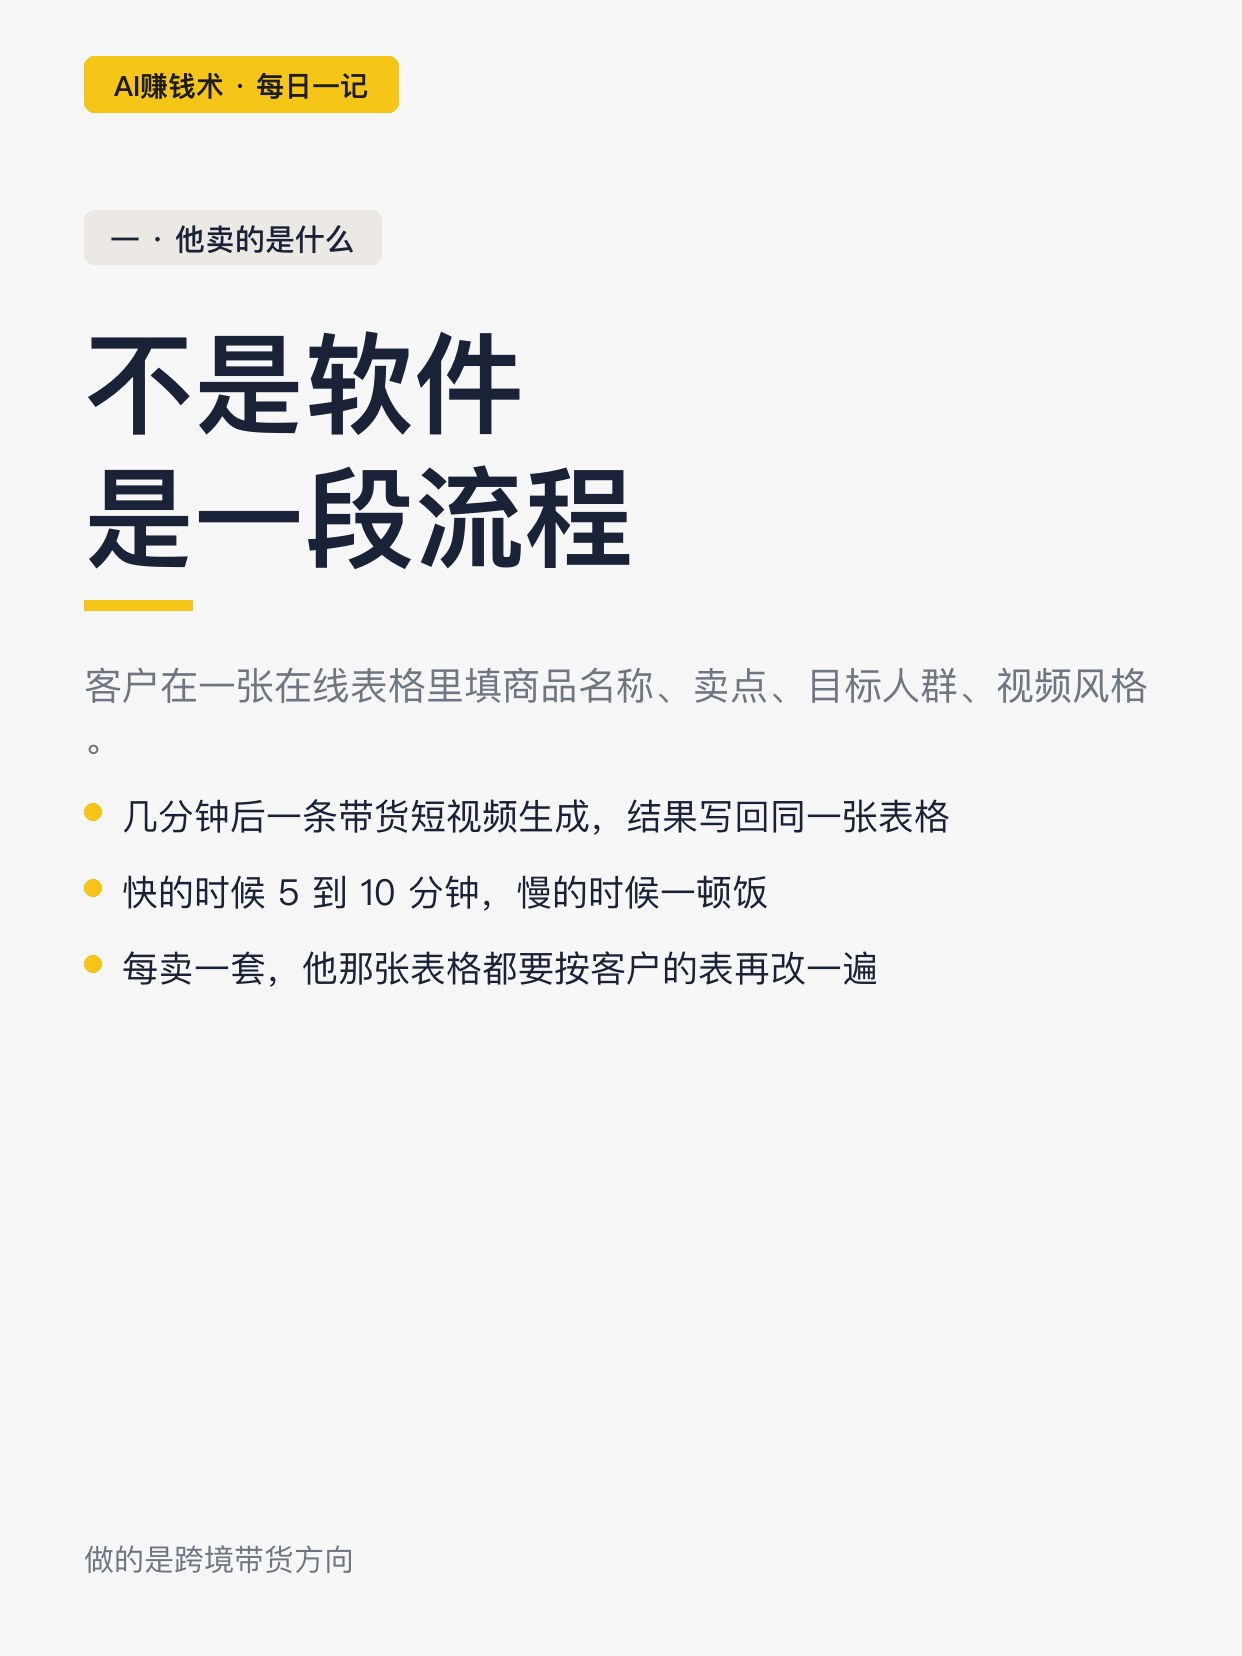 AI赚钱术 · 每日一记
一 · 他卖的是什么
不是软件
是一段流程
客户在一张在线表格里填商品名称、卖点、目标人群、视频风格
。
几分钟后一条带货短视频生成，结果写回同一张表格
快的时候 5 到 10 分钟，慢的时候一顿饭
每卖一套，他那张表格都要按客户的表再改一遍
做的是跨境带货方向